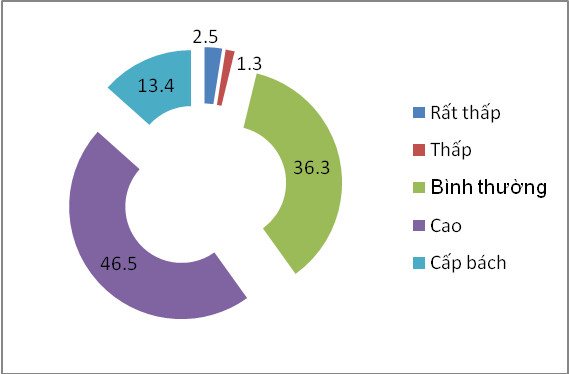 2.5
1.3
13.4
36.3
46.5
Rất thấp
Thấp
Bình thường
Cao
Cấp bách